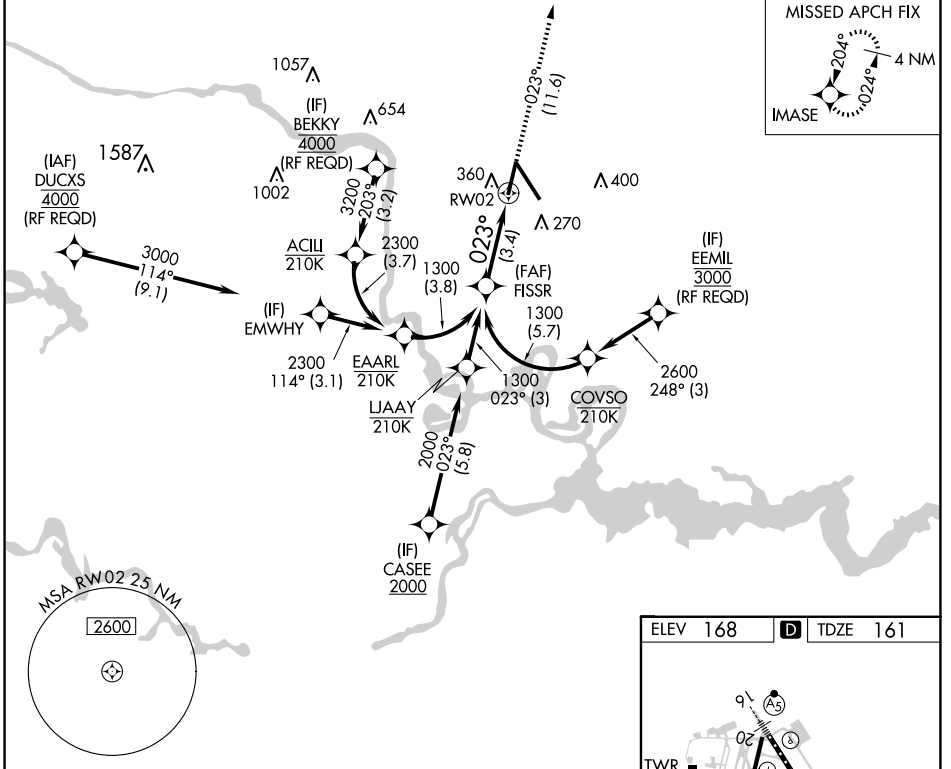 MISSED APCH FIX
204°
4 NM
024°
IMASE
1057
654
(IF)
BEKKY
4000
(RF REQD)
023°
(11.6)
1587
1002
(IAF)
DUCXS
4000
(RF REQD)
3200
203°
(3.2)
360
RW02
400
270
3000
114°
(9.1)
ACILI
210K
2300
(3.7)
1300
(3.8)
023°
(3.4)
(FAF)
FISSR
(IF)
EEMIL
3000
(RF REQD)
(IF)
EMWHY
1300
(5.7)
2300
114° (3.1)
EAARL
210K
LJAAY
210K
1300
023° (3)
COVSO
210K
2600
248° (3)
2000
023°
(5.8)
(IF)
CASEE
2000
MSA RW02 25 NM
2600
ELEV 168
D
TDZE 161
16
A5
20
TWR